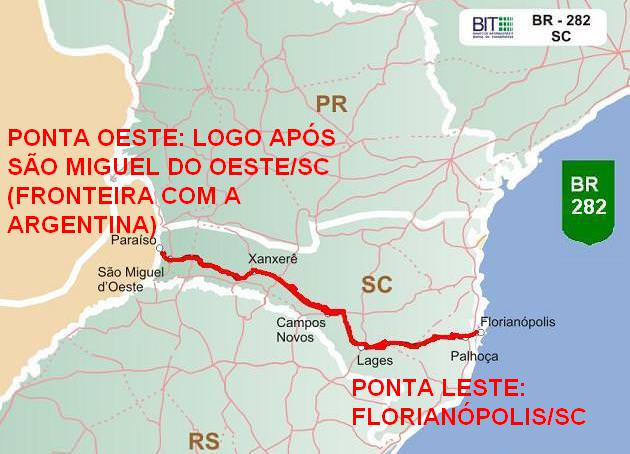 BIT
BR - 282
SC
PR
PONTA OESTE: LOGO APÓS
SÃO MIGUEL DO OESTE/SC
(FRONTEIRA COM A
ARGENTINA)
BR
282
Paraíso
São Miguel
d'Oeste
Xanxerê
SC
Campos
Novos
Florianópolis
Lages
Palhoça
PONTA LESTE:
FLORIANÓPOLIS/SC
RS